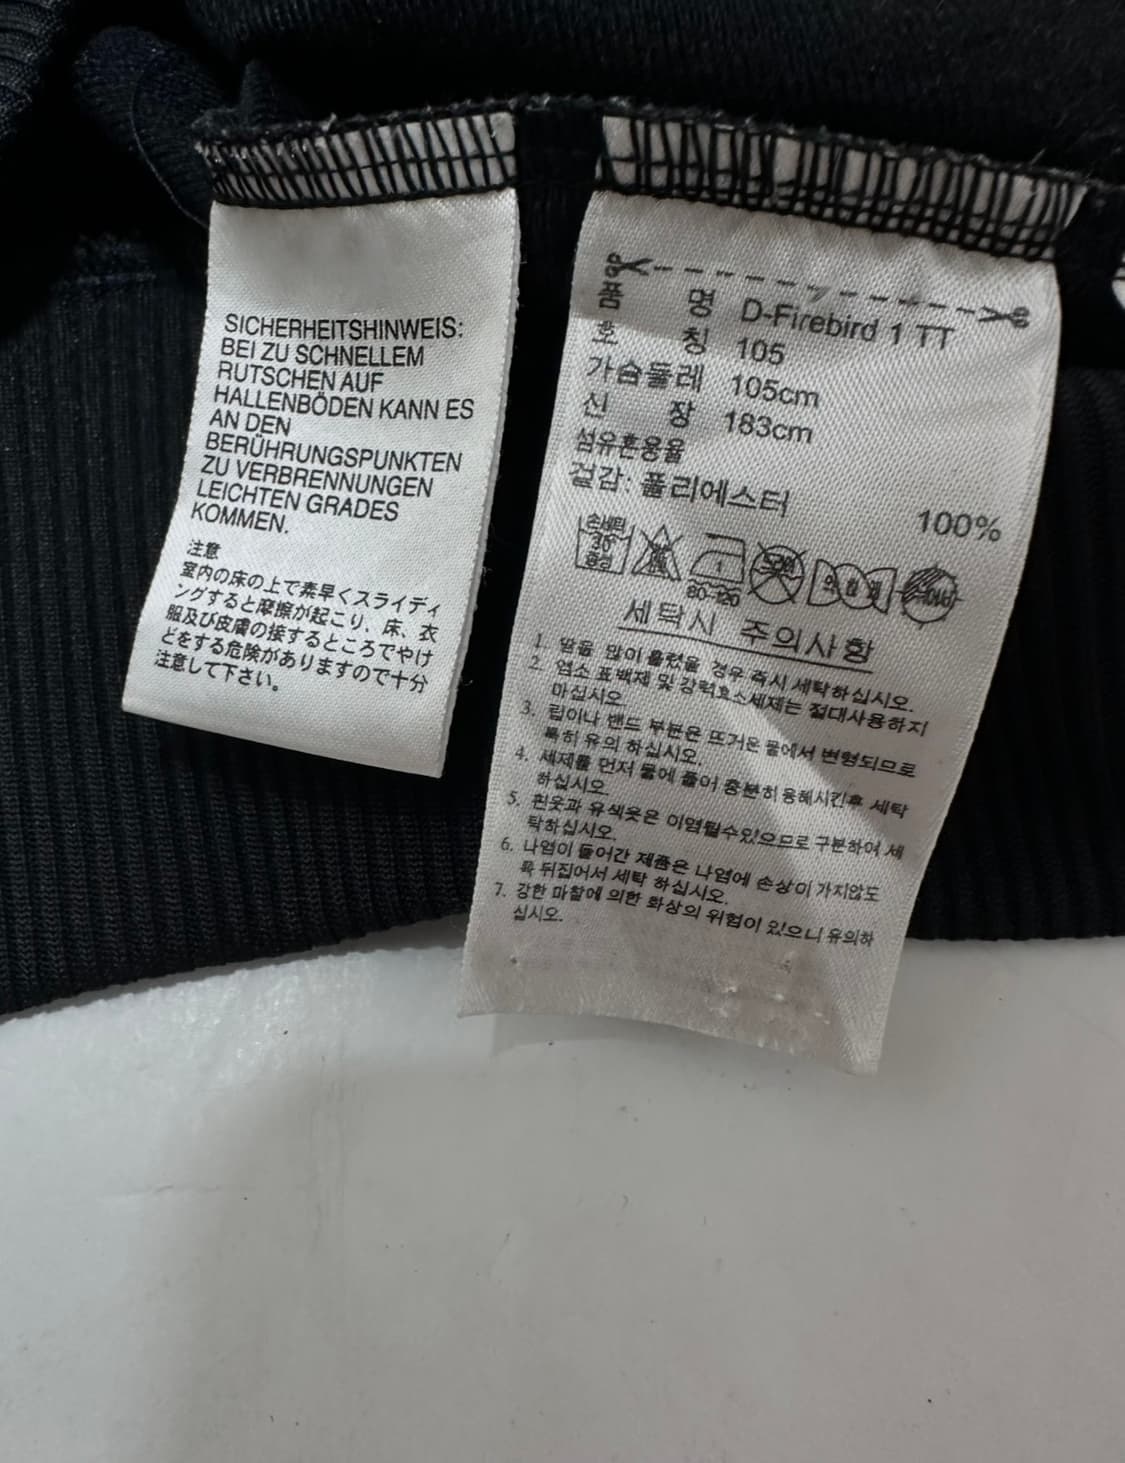 SICHERHEITSHINWEIS:
BEI ZU SCHNELLEM
RUTSCHEN AUF
HALLENBÖDEN KANN ES
AN DEN
BERÜHRUNGSPUNKTEN
ZU VERBRENNUNGEN
LEICHTEN GRADES
KOMMEN.
注意
室内の床の上で素早くスライディ
ングすると摩擦が起こり、床、衣
服及び皮膚の接するところでやけ
どをする危険がありますので十分
注意して下さい。
품 명 D-Firebird 1 TT
호 칭 105
가슴둘레 105cm
신 장 183cm
섬유혼용율
겉감: 폴리에스터 100%
손세탁
30°
중성
1
80-120
세탁시 주의사항
1. 땀을 많이 흘렸을 경우 즉시 세탁하십시오.
2. 염소 표백제 및 강력효소세제는 절대사용하지
마십시오.
3. 립이나 밴드 부분은 뜨거운 물에서 변형되므로
특히 유의 하십시오.
4. 세제를 먼저 물에 풀어 충분히 용해시킨후 세탁
하십시오.
5. 흰옷과 유색옷은 이염될수있으므로 구분하여 세
탁하십시오.
6. 나염이 들어간 제품은 나염에 손상이 가지않도
록 뒤집어서 세탁 하십시오.
7. 강한 마찰에 의한 화상의 위험이 있으니 유의하
십시오.